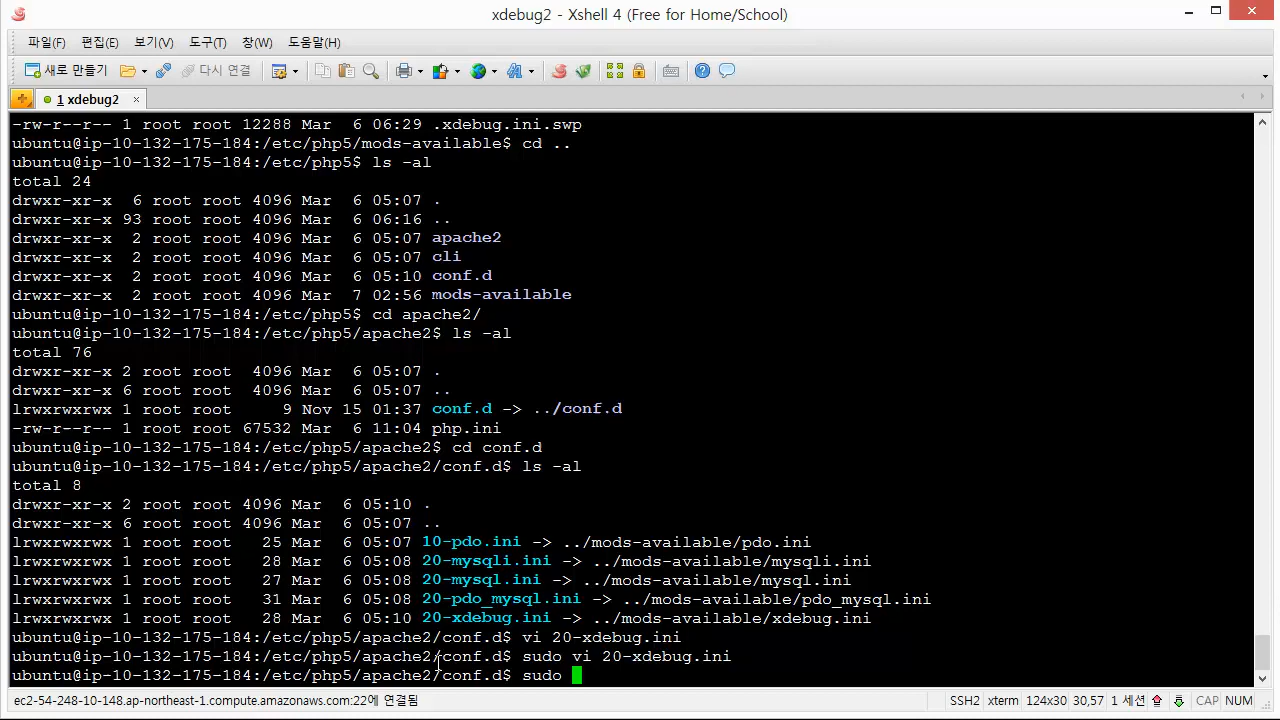 xdebug2 - Xshell 4 (Free for Home/School)
파일(F) 편집(E) 보기(V) 도구(T) 창(W) 도움말(H)
새로 만들기 다시 연결
1 xdebug2
-rw-r--r-- 1 root root 12288 Mar  6 06:29 .xdebug.ini.swp
ubuntu@ip-10-132-175-184:/etc/php5/mods-available$ cd ..
ubuntu@ip-10-132-175-184:/etc/php5$ ls -al
total 24
drwxr-xr-x  6 root root 4096 Mar  6 05:07 .
drwxr-xr-x 93 root root 4096 Mar  6 06:16 ..
drwxr-xr-x  2 root root 4096 Mar  6 05:07 apache2
drwxr-xr-x  2 root root 4096 Mar  6 05:07 cli
drwxr-xr-x  2 root root 4096 Mar  6 05:10 conf.d
drwxr-xr-x  2 root root 4096 Mar  7 02:56 mods-available
ubuntu@ip-10-132-175-184:/etc/php5$ cd apache2/
ubuntu@ip-10-132-175-184:/etc/php5/apache2$ ls -al
total 76
drwxr-xr-x 2 root root  4096 Mar  6 05:07 .
drwxr-xr-x 6 root root  4096 Mar  6 05:07 ..
lrwxrwxrwx 1 root root     9 Nov 15 01:37 conf.d -> ../conf.d
-rw-r--r-- 1 root root 67532 Mar  6 11:04 php.ini
ubuntu@ip-10-132-175-184:/etc/php5/apache2$ cd conf.d
ubuntu@ip-10-132-175-184:/etc/php5/apache2/conf.d$ ls -al
total 8
drwxr-xr-x 2 root root 4096 Mar  6 05:10 .
drwxr-xr-x 6 root root 4096 Mar  6 05:07 ..
lrwxrwxrwx 1 root root   25 Mar  6 05:07 10-pdo.ini -> ../mods-available/pdo.ini
lrwxrwxrwx 1 root root   28 Mar  6 05:08 20-mysqli.ini -> ../mods-available/mysqli.ini
lrwxrwxrwx 1 root root   27 Mar  6 05:08 20-mysql.ini -> ../mods-available/mysql.ini
lrwxrwxrwx 1 root root   31 Mar  6 05:08 20-pdo_mysql.ini -> ../mods-available/pdo_mysql.ini
lrwxrwxrwx 1 root root   28 Mar  6 05:10 20-xdebug.ini -> ../mods-available/xdebug.ini
ubuntu@ip-10-132-175-184:/etc/php5/apache2/conf.d$ vi 20-xdebug.ini
ubuntu@ip-10-132-175-184:/etc/php5/apache2/conf.d$ sudo vi 20-xdebug.ini
ubuntu@ip-10-132-175-184:/etc/php5/apache2/conf.d$ sudo
ec2-54-248-10-148.ap-northeast-1.compute.amazonaws.com:22에 연결됨 SSH2 xterm 124x30 30,57 1 세션 CAP NUM